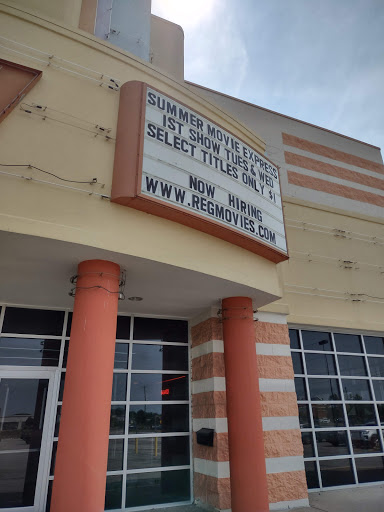 SUMMER MOVIE EXPRESS
1ST SHOW TUES & WED
SELECT TITLES ONLY $1
NOW HIRING
WWW.REGMOVIES.COM